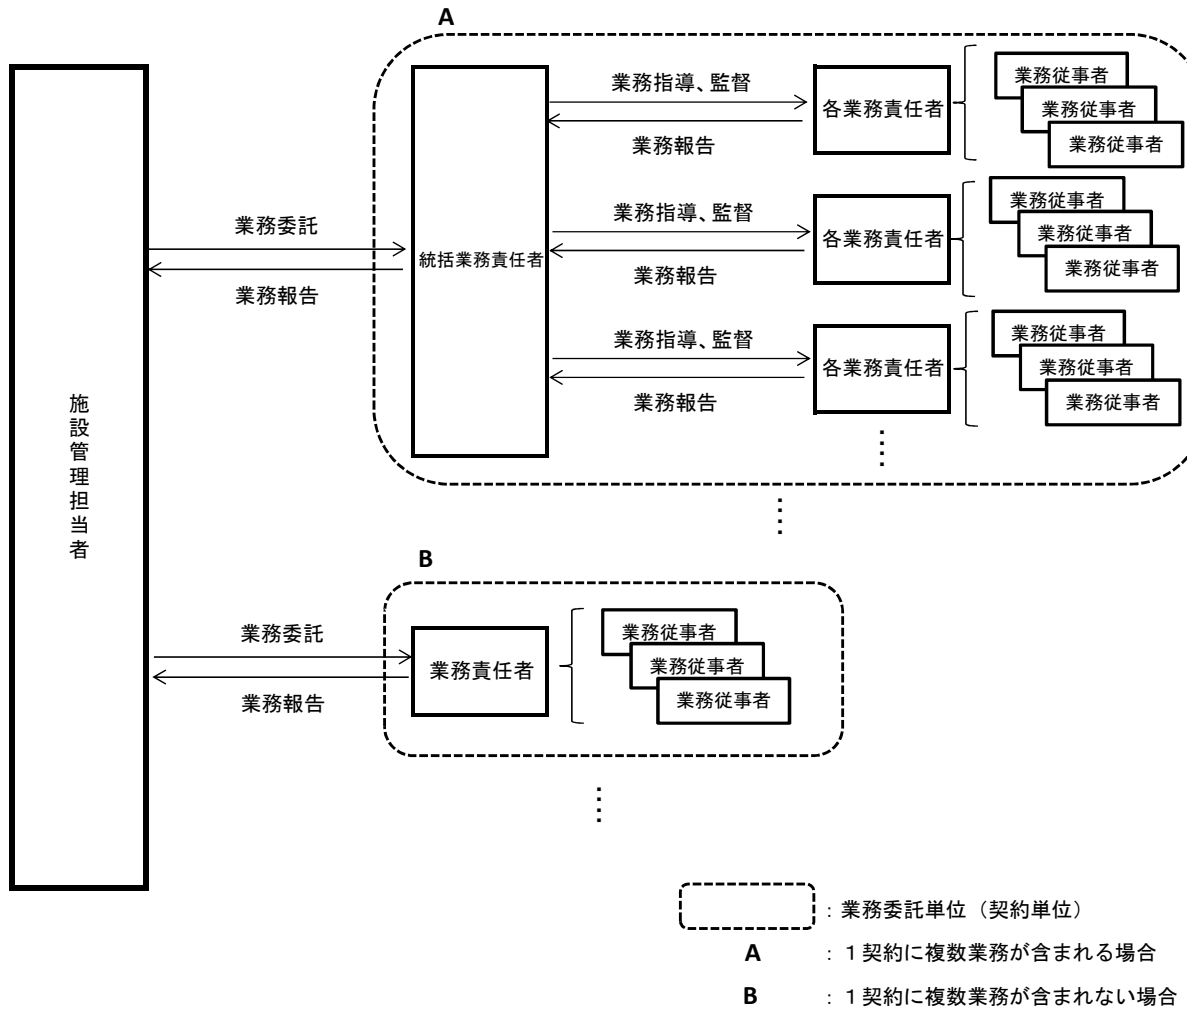 A
業務指導、監督
業務報告
各業務責任者
業務従事者
業務従事者
業務従事者
業務委託
業務報告
統括業務責任者
業務指導、監督
業務報告
各業務責任者
業務従事者
業務従事者
業務従事者
業務指導、監督
業務報告
各業務責任者
業務従事者
業務従事者
業務従事者
施設管理担当者
B
業務委託
業務報告
業務責任者
業務従事者
業務従事者
業務従事者
：業務委託単位（契約単位）
A ：１契約に複数業務が含まれる場合
B ：１契約に複数業務が含まれない場合